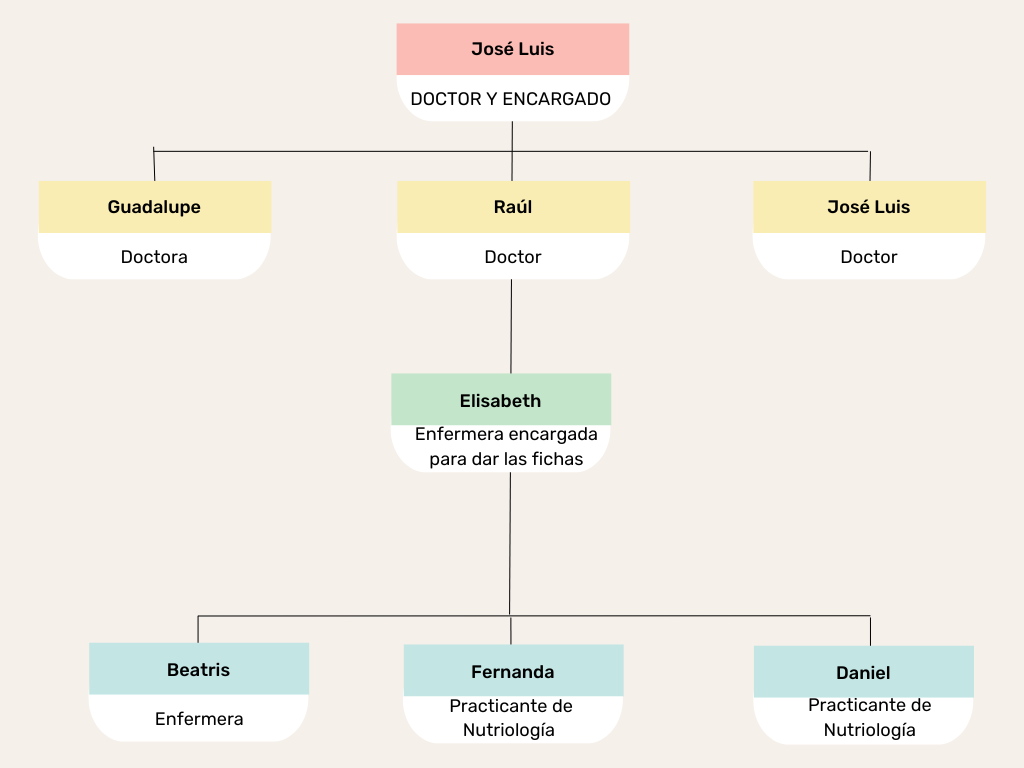 José Luis
DOCTOR Y ENCARGADO
Guadalupe
Doctora
Raúl
Doctor
José Luis
Doctor
Elisabeth
Enfermera encargada
para dar las fichas
Beatris
Enfermera
Fernanda
Practicante de
Nutriología
Daniel
Practicante de
Nutriología